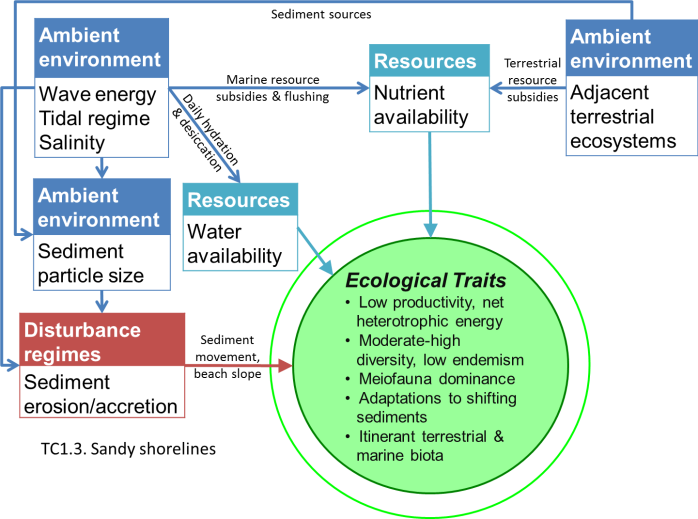 Sediment sources
Ambient
environment
Wave energy
Tidal regime
Salinity
Marine resource
subsidies & flushing
Resources
Nutrient
availability
Terrestrial
resource
subsidies
Ambient
environment
Adjacent
terrestrial
ecosystems
Daily hydration
& desiccation
Ambient
environment
Sediment
particle size
Resources
Water
availability
Disturbance
regimes
Sediment
erosion/accretion
Sediment
movement,
beach slope
Ecological Traits
• Low productivity, net
heterotrophic energy
• Moderate-high
diversity, low endemism
• Meiofauna dominance
• Adaptations to shifting
sediments
• Itinerant terrestrial &
marine biota
TC1.3. Sandy shorelines